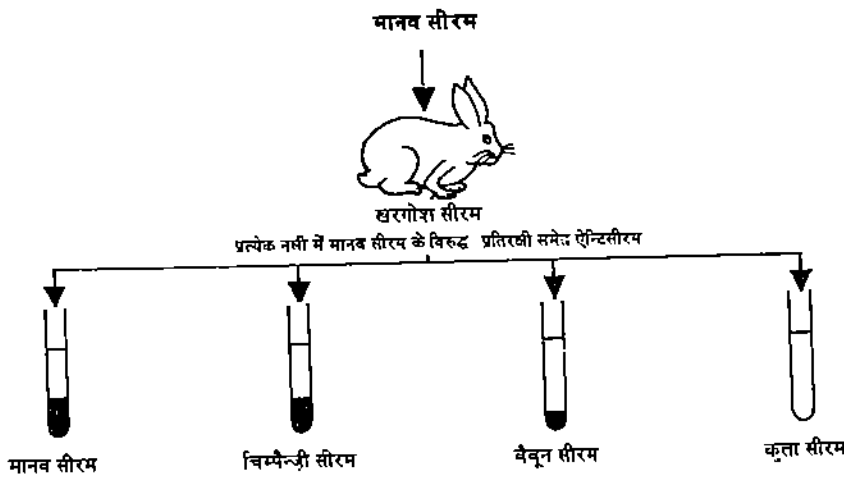 मानव सीरम
खरगोश सीरम
प्रत्येक नली में मानव सीरम के विरुद्ध प्रतिरक्षी समेत ऐन्टिसीरम
मानव सीरम
चिम्पैन्ज़ी सीरम
बैबून सीरम
कुत्ता सीरम